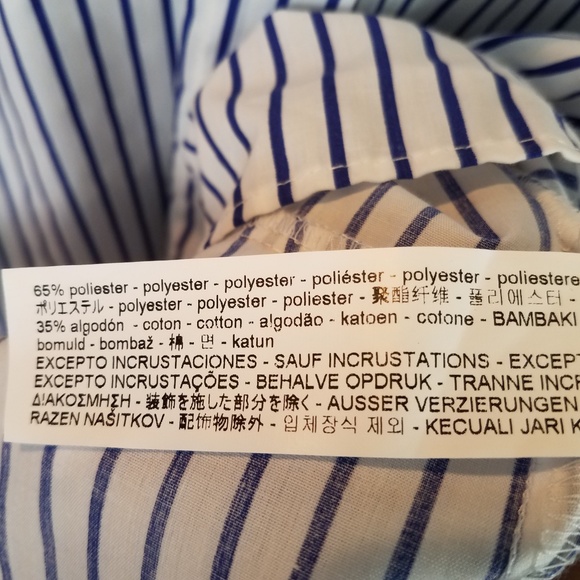 65% poliester - polyester - polyester - poliéster - polyester - poliestere
ポリエステル - polyester - polyester - poliester - 聚酯纤维 - 폴리에스터 -
35% algodón - coton - cotton - algodão - katoen - cotone - BAMBAKI
bomuld - bombaž - 棉 - 면 - katun
EXCEPTO INCRUSTACIONES - SAUF INCRUSTATIONS - EXCEPT
EXCEPTO INCRUSTAÇÕES - BEHALVE OPDRUK - TRANNE INCR
ΔΙΑΚΟΣΜΗΣΗ - 装飾を施した部分を除く - AUSSER VERZIERUNGEN
RAZEN NAŠITKOV - 配饰物除外 - 입체장식 제외 - KECUALI JARI K